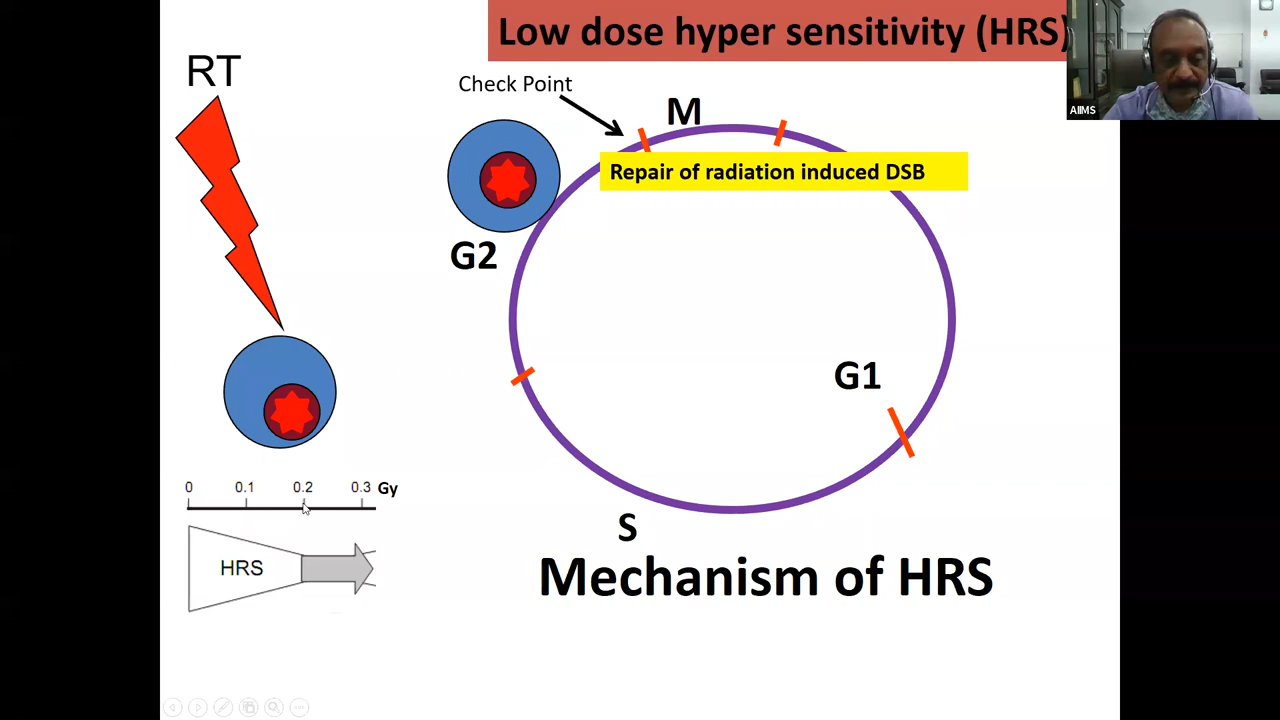 Low dose hyper sensitivity (HRS)
AIIMS
RT
Check Point
M
Repair of radiation induced DSB
G2
G1
0 0.1 0.2 0.3 Gy
HRS
S
Mechanism of HRS